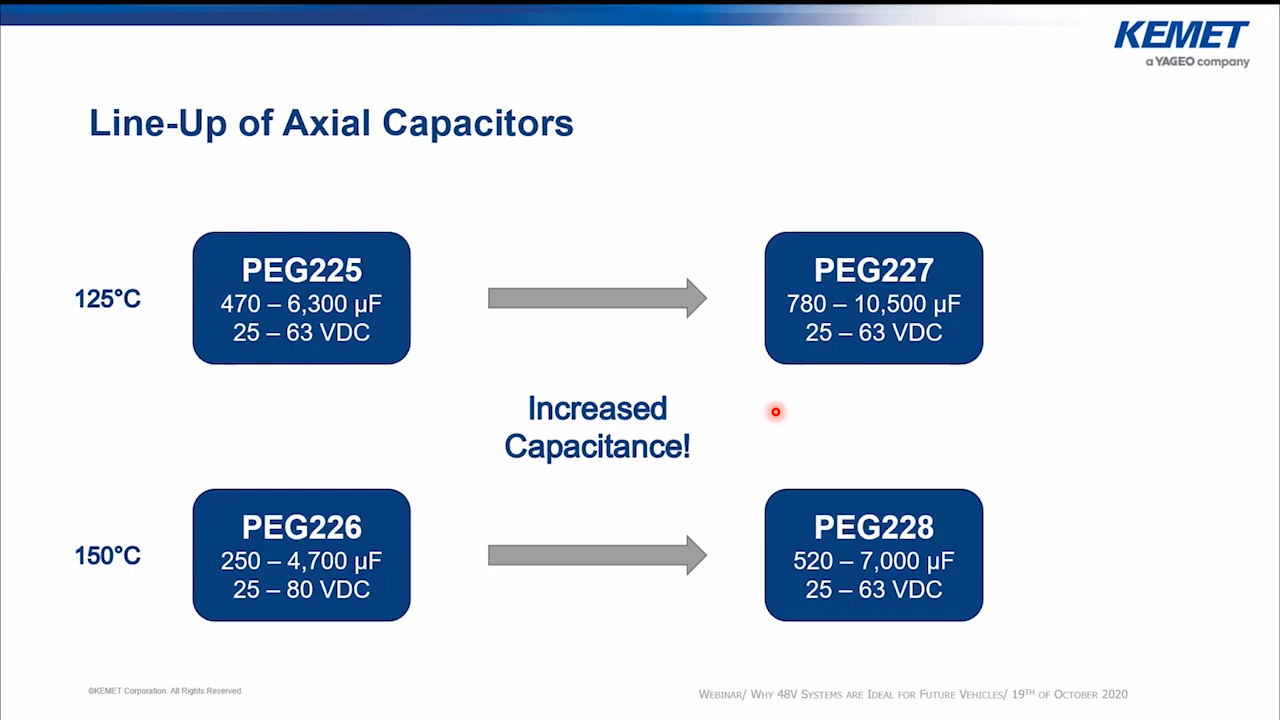 KEMET
a YAGEO company
Line-Up of Axial Capacitors
125°C
PEG225
470 – 6,300 µF
25 – 63 VDC
PEG227
780 – 10,500 µF
25 – 63 VDC
Increased
Capacitance!
150°C
PEG226
250 – 4,700 µF
25 – 80 VDC
PEG228
520 – 7,000 µF
25 – 63 VDC
©KEMET Corporation. All Rights Reserved.
Webinar/ Why 48V Systems are Ideal for Future Vehicles/ 19TH of October 2020